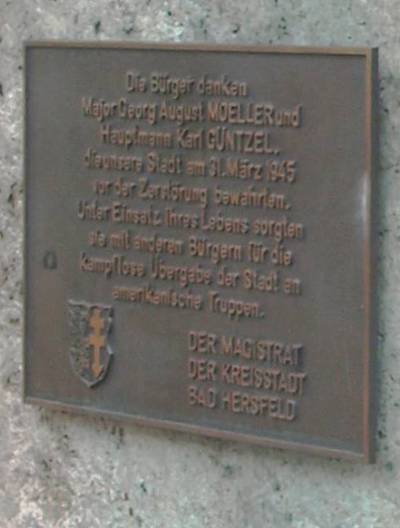 Die Bürger danken
Major Georg August MOELLER und
Hauptmann Karl GÜNTZEL,
die unsere Stadt am 31. März 1945
vor der Zerstörung bewahrten.
Unter Einsatz ihres Lebens sorgten
sie mit anderen Bürgern für die
kampflose Übergabe der Stadt an
amerikanische Truppen.
DER MAGISTRAT
DER KREISSTADT
BAD HERSFELD